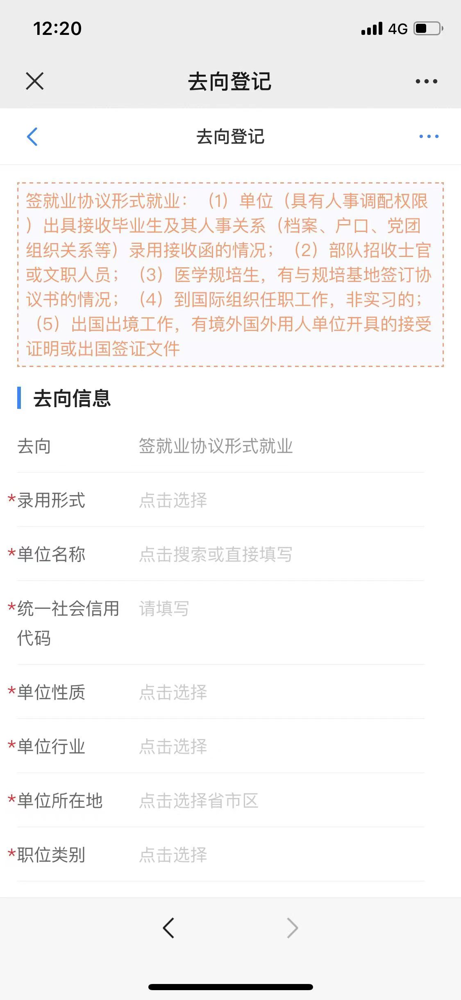 12:20
4G
去向登记
去向登记
签就业协议形式就业：（1）单位（具有人事调配权限
）出具接收毕业生及其人事关系（档案、户口、党团
组织关系等）录用接收函的情况；（2）部队招收士官
或文职人员；（3）医学规培生，有与规培基地签订协
议书的情况；（4）到国际组织任职工作，非实习的；
（5）出国出境工作，有境外国外用人单位开具的接受
证明或出国签证文件
去向信息
去向 签就业协议形式就业
*录用形式 点击选择
*单位名称 点击搜索或直接填写
*统一社会信用 请填写
代码
*单位性质 点击选择
*单位行业 点击选择
*单位所在地 点击选择省市区
*职位类别 点击选择